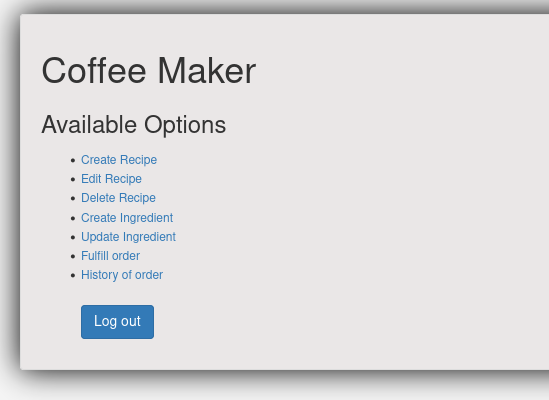 Coffee Maker
Available Options
Create Recipe
Edit Recipe
Delete Recipe
Create Ingredient
Update Ingredient
Fulfill order
History of order
Log out